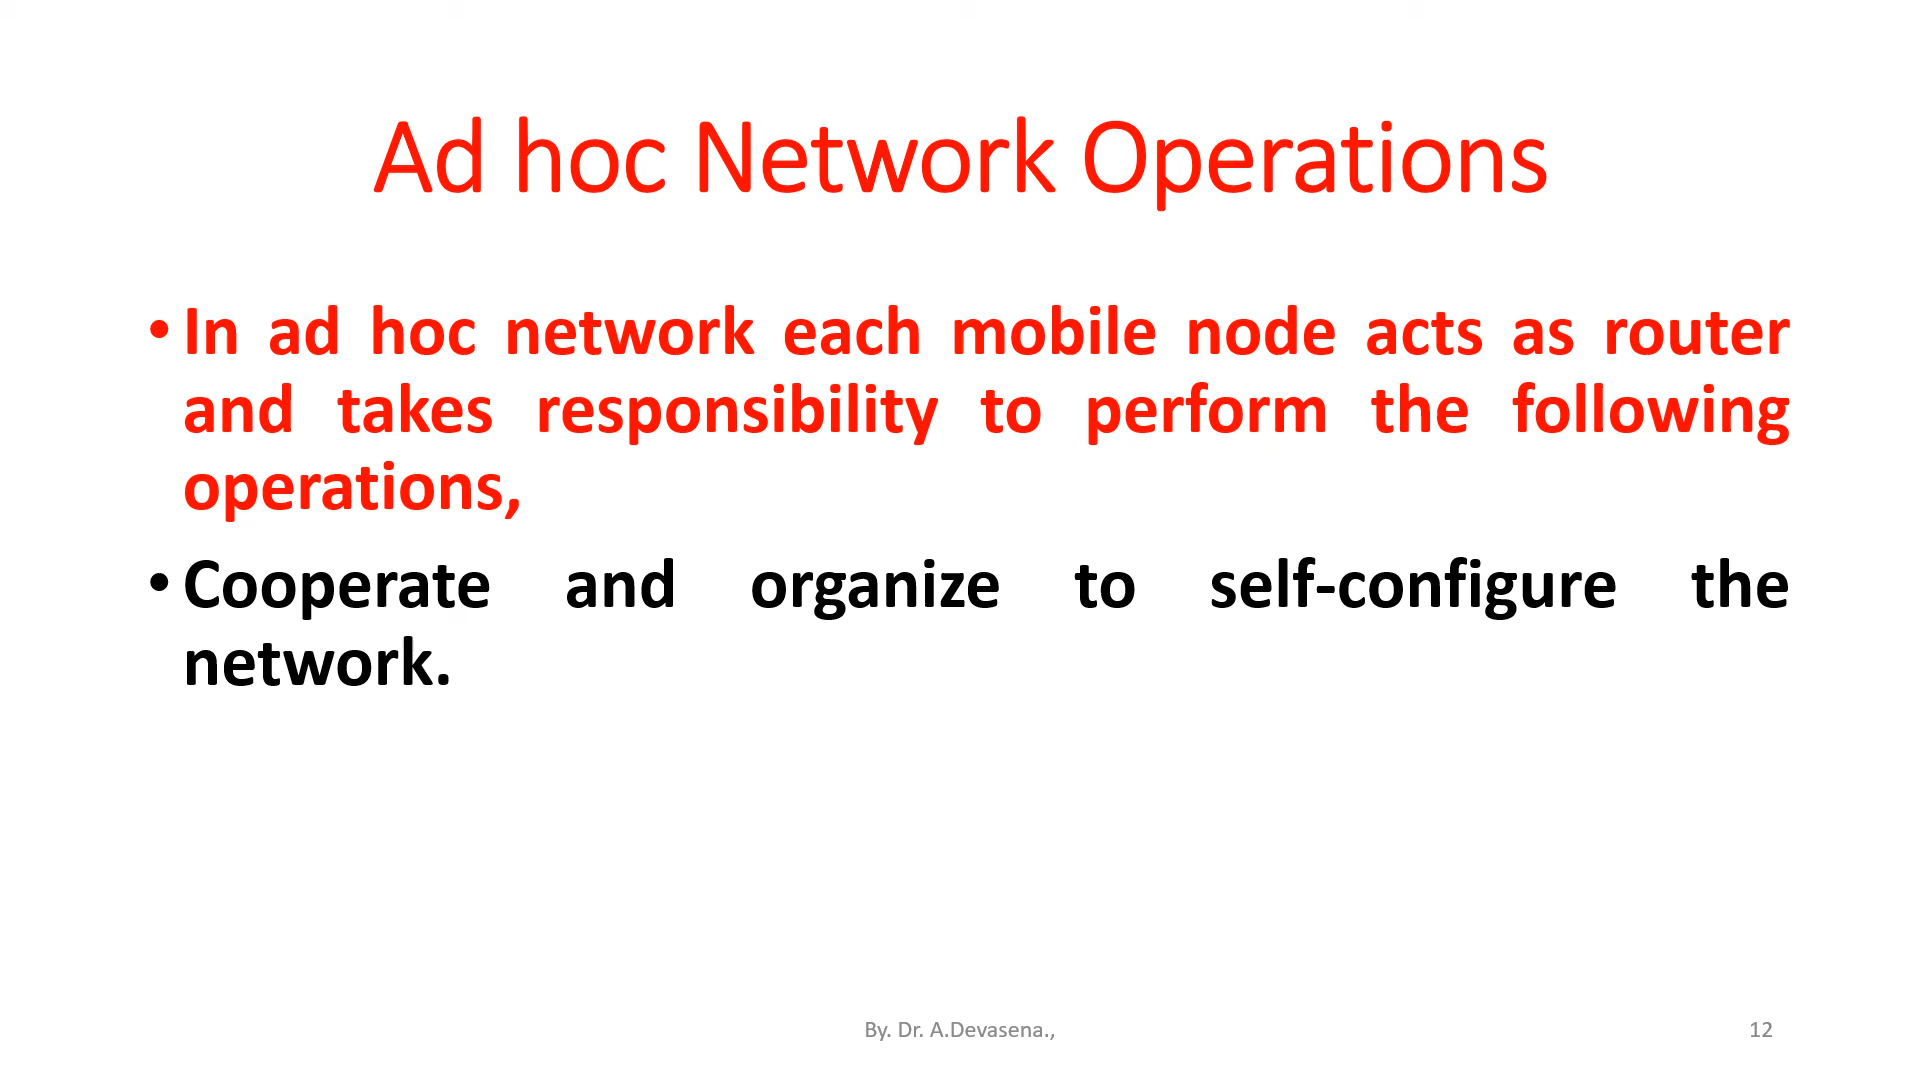 Ad hoc Network Operations
• In ad hoc network each mobile node acts as router
and takes responsibility to perform the following
operations,
• Cooperate and organize to self-configure the
network.
By. Dr. A.Devasena.,
12